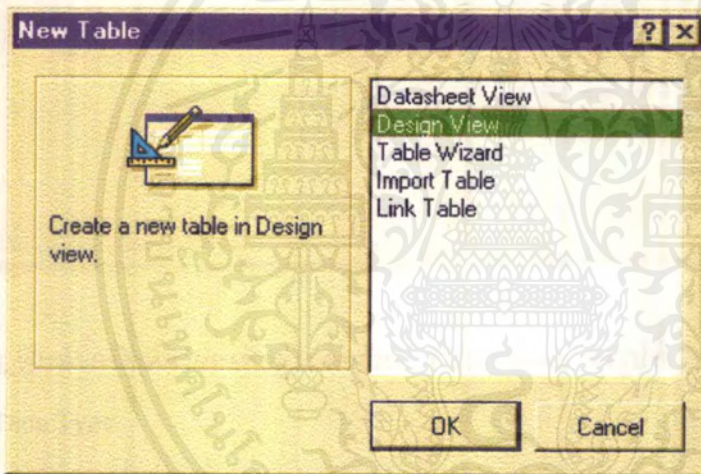 New Table
Datasheet View
Design View
Table Wizard
Import Table
Link Table
Create a new table in Design
view.
OK
Cancel